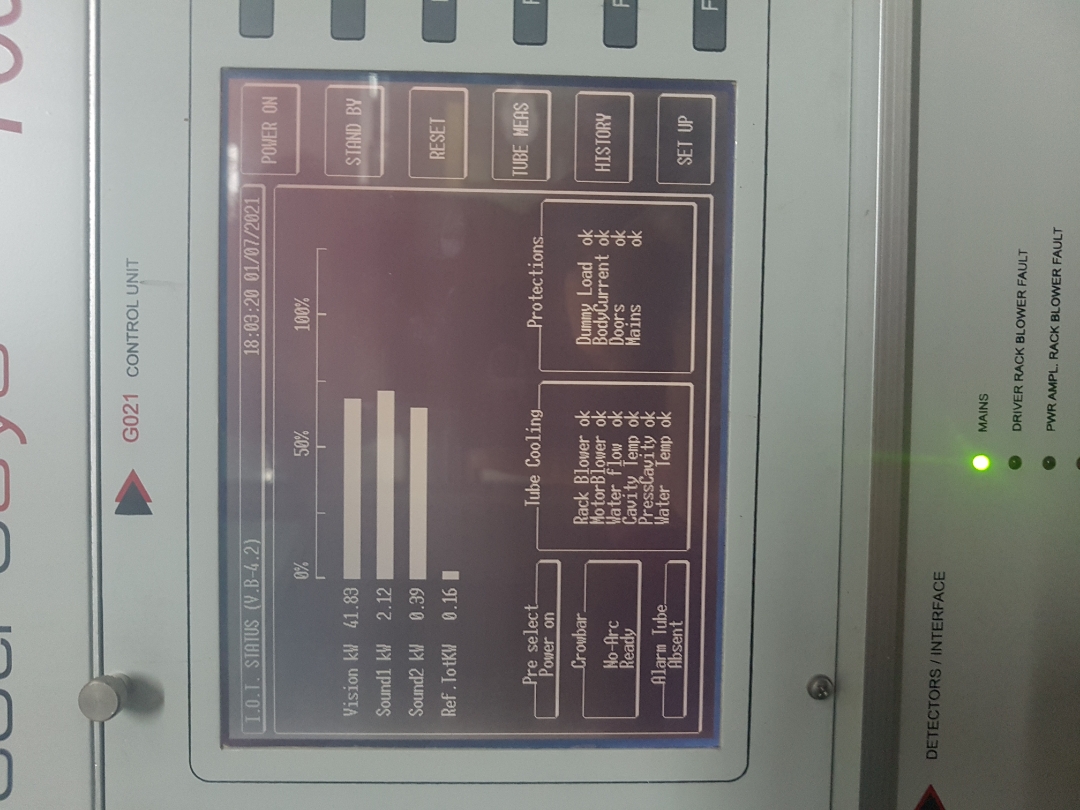 G021 CONTROL UNIT
I.O.T. STATUS (V.B-4.2) 18:03:20 01/07/2021
POWER ON
0% 50% 100%
Vision kW 41.83
STAND BY
Sound1 kW 2.12
Sound2 kW 0.39
RESET
Ref.TotKW 0.16
TUBE MEAS
Pre select
Power on
Crowbar
No-Arc
Ready
Alarm Tube
Absent
Tube Cooling
Rack Blower ok
MotorBlower ok
Water flow ok
Cavity Temp ok
PressCavity ok
Water Temp ok
Protections
Dummy Load ok
BodyCurrent ok
Doors ok
Mains ok
HISTORY
SET UP
F
F
DETECTORS / INTERFACE
MAINS
DRIVER RACK BLOWER FAULT
PWR AMPL. RACK BLOWER FAULT